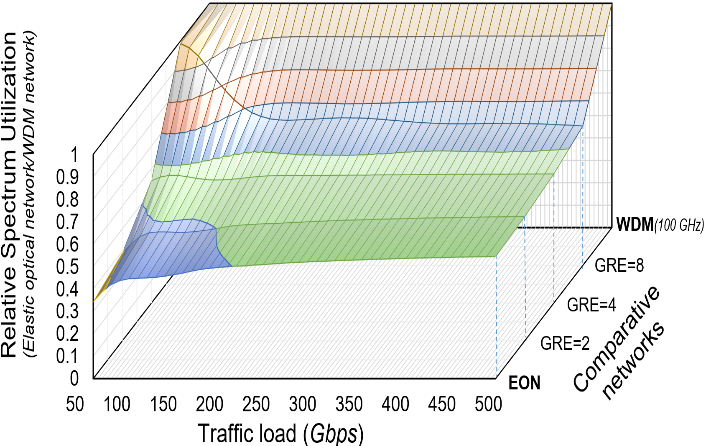 Relative Spectrum Utilization
(Elastic optical network/WDM network)
1
0.9
0.8
0.7
0.6
0.5
0.4
0.3
0.2
0.1
0
50 100 150 200 250 300 350 400 450 500
Traffic load (Gbps)
WDM(100 GHz)
GRE=8
GRE=4
GRE=2
EON
Comparative
networks